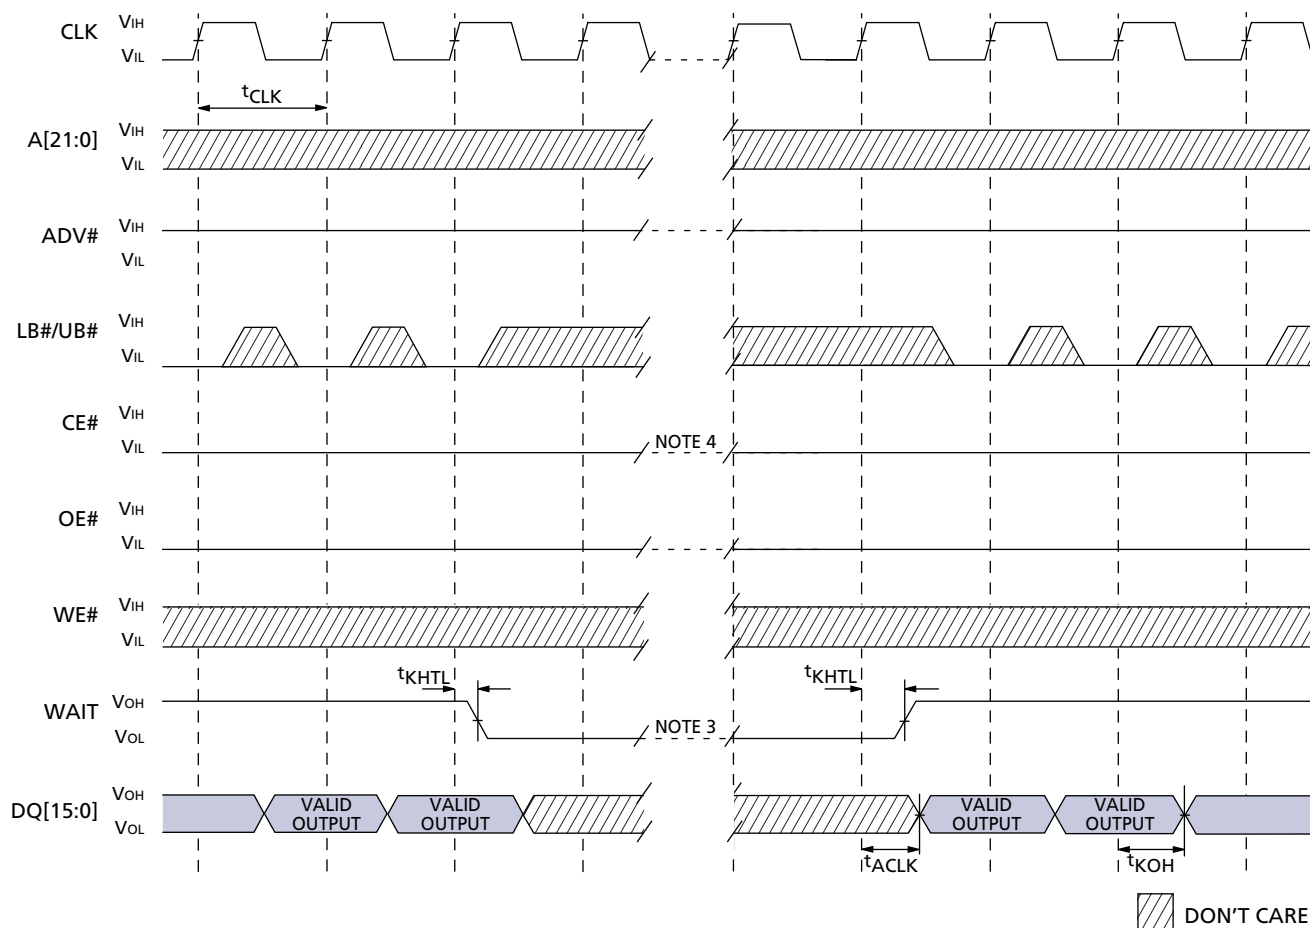 CLK
VIH
VIL
tCLK
A[21:0]
VIH
VIL
ADV#
VIH
VIL
LB#/UB#
VIH
VIL
CE#
VIH
VIL
NOTE 4
OE#
VIH
VIL
WE#
VIH
VIL
tKHTL
tKHTL
WAIT
VOH
VOL
NOTE 3
DQ[15:0]
VOH
VOL
VALID
OUTPUT
VALID
OUTPUT
VALID
OUTPUT
VALID
OUTPUT
tACLK
tKOH
DON'T CARE